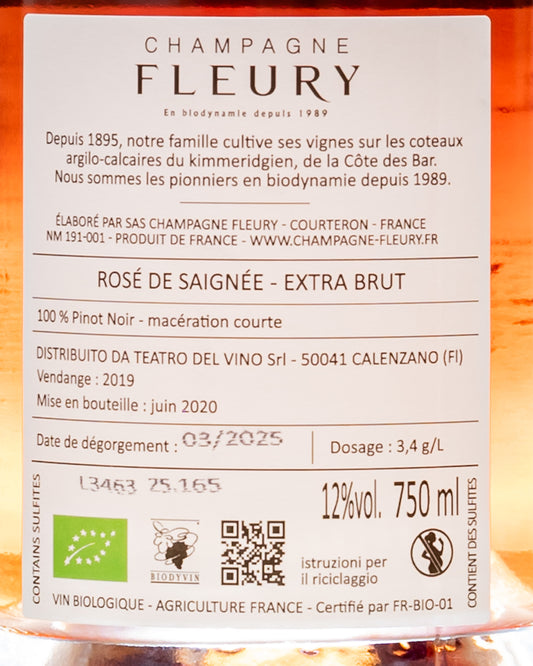 CHAMPAGNE
FLEURY
En biodynamie depuis 1989
Depuis 1895, notre famille cultive ses vignes sur les coteaux
argilo-calcaires du kimmeridgien, de la Côte des Bar.
Nous sommes les pionniers en biodynamie depuis 1989.
ÉLABORÉ PAR SAS CHAMPAGNE FLEURY - COURTERON - FRANCE
NM 191-001 - PRODUIT DE FRANCE - WWW.CHAMPAGNE-FLEURY.FR
ROSÉ DE SAIGNÉE - EXTRA BRUT
100 % Pinot Noir - macération courte
DISTRIBUITO DA TEATRO DEL VINO Srl - 50041 CALENZANO (FI)
Vendange : 2019
Mise en bouteille : juin 2020
Date de dégorgement : 03/2025
Dosage : 3,4 g/L
L3463 25.165
12%vol. 750 ml
CONTAINS SULFITES
BIODYVIN
istruzioni per
il riciclaggio
CONTIENT DES SULFITES
VIN BIOLOGIQUE - AGRICULTURE FRANCE - Certifié par FR-BIO-01